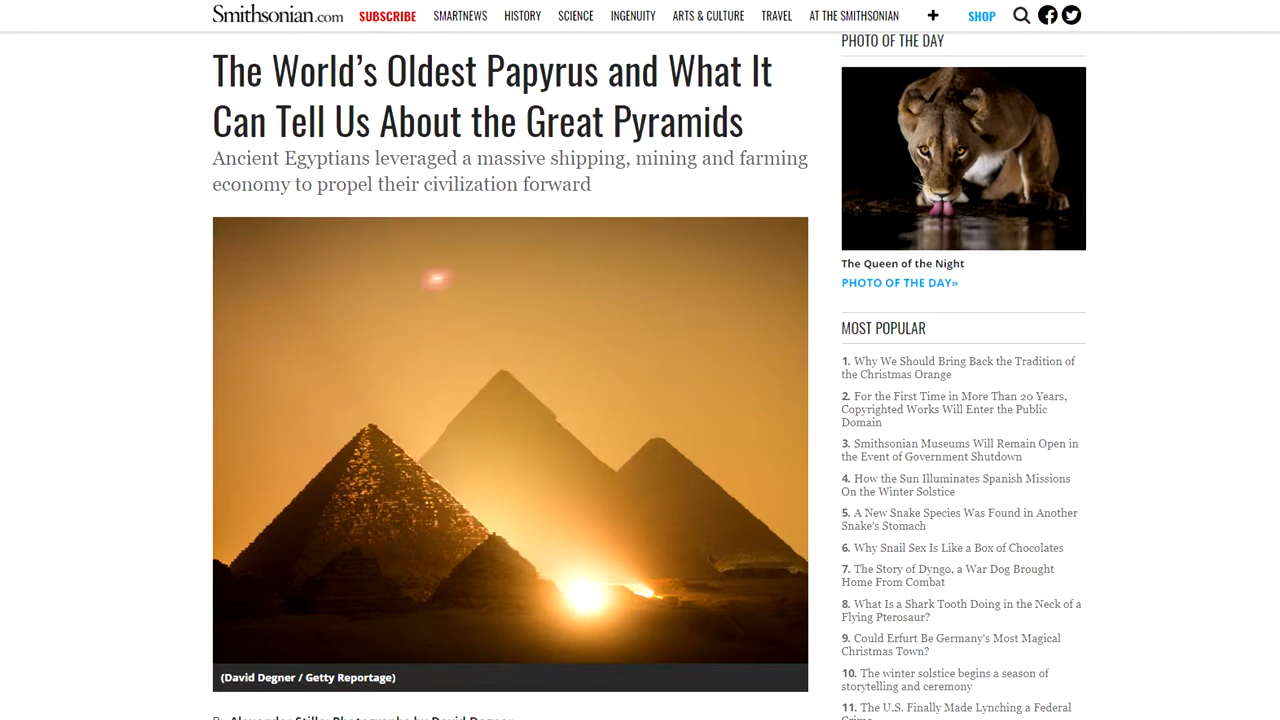 Smithsonian.com SUBSCRIBE SMARTNEWS HISTORY SCIENCE INGENUITY ARTS & CULTURE TRAVEL AT THE SMITHSONIAN + SHOP
The World's Oldest Papyrus and What It
Can Tell Us About the Great Pyramids
Ancient Egyptians leveraged a massive shipping, mining and farming
economy to propel their civilization forward
(David Degner / Getty Reportage)
By Alexander Stille; Photographs by David Degner
PHOTO OF THE DAY
The Queen of the Night
PHOTO OF THE DAY»
MOST POPULAR
1. Why We Should Bring Back the Tradition of
the Christmas Orange
2. For the First Time in More Than 20 Years,
Copyrighted Works Will Enter the Public
Domain
3. Smithsonian Museums Will Remain Open in
the Event of Government Shutdown
4. How the Sun Illuminates Spanish Missions
On the Winter Solstice
5. A New Snake Species Was Found in Another
Snake's Stomach
6. Why Snail Sex Is Like a Box of Chocolates
7. The Story of Dyngo, a War Dog Brought
Home From Combat
8. What Is a Shark Tooth Doing in the Neck of a
Flying Pterosaur?
9. Could Erfurt Be Germany's Most Magical
Christmas Town?
10. The winter solstice begins a season of
storytelling and ceremony
11. The U.S. Finally Made Lynching a Federal
Crime